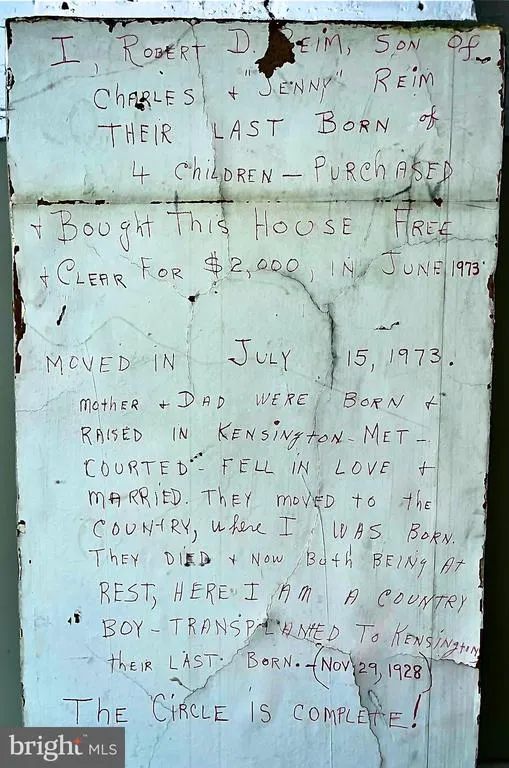 I, ROBERT D. REIM, SON of
CHARLES & "JENNY" REIM
THEIR LAST BORN of
4 CHILDREN - PURCHASED
& BOUGHT THIS HOUSE FREE
& CLEAR FOR $2,000, IN JUNE 1973
MOVED IN JULY 15, 1973.
MOTHER & DAD WERE BORN &
RAISED IN KENSINGTON - MET -
COURTED - FELL IN LOVE &
MARRIED. THEY MOVED to the
COUNTRY, where I WAS BORN.
THEY DIED & NOW BOTH BEING AT
REST, HERE I AM A COUNTRY
BOY - TRANSPLANTED TO KENSINGTON
their LAST BORN. - (NOV 29, 1928)
THE CIRCLE IS COMPLETE!
bright MLS